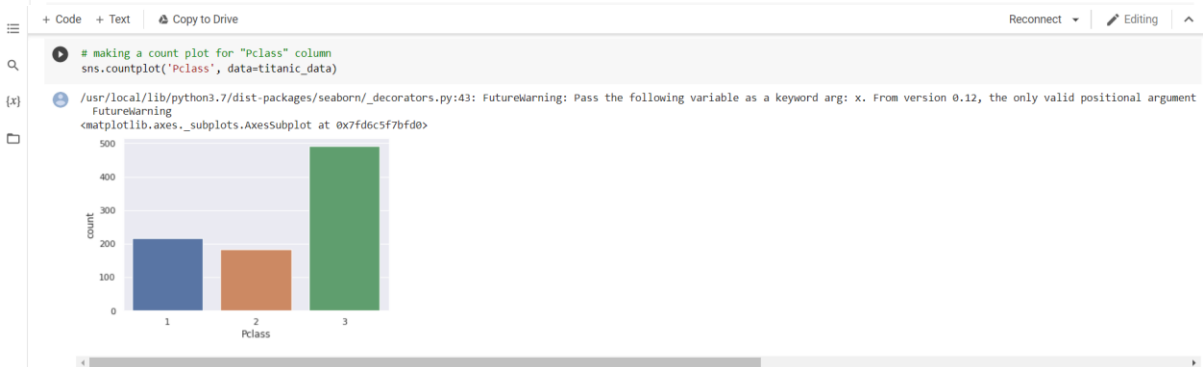 + Code + Text Copy to Drive Reconnect Editing
# making a count plot for "Pclass" column
sns.countplot('Pclass', data=titanic_data)
{x}
/usr/local/lib/python3.7/dist-packages/seaborn/_decorators.py:43: FutureWarning: Pass the following variable as a keyword arg: x. From version 0.12, the only valid positional argument
FutureWarning
<matplotlib.axes._subplots.AxesSubplot at 0x7fd6c5f7bfd0>
500
400
300
200
100
0
count
1 2 3
Pclass